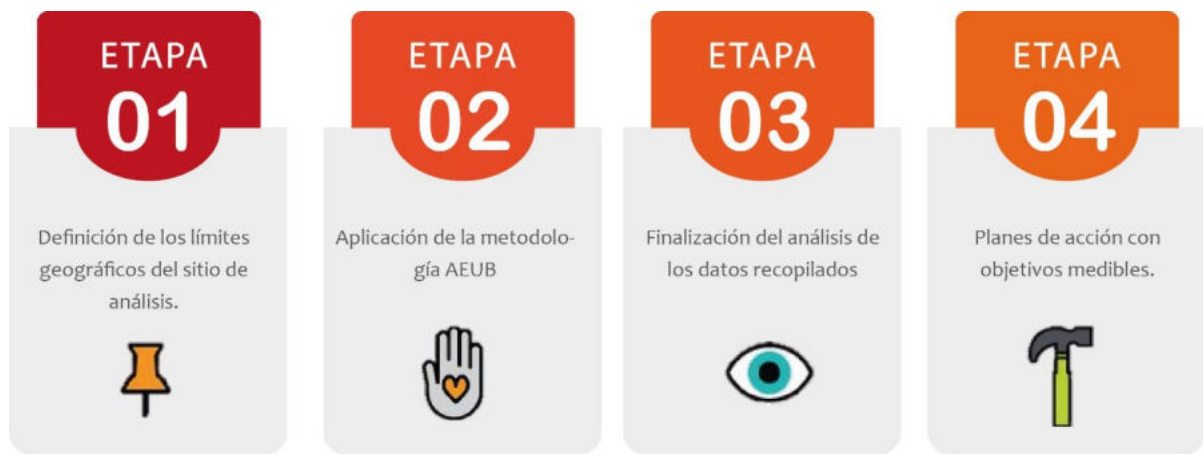 ETAPA
01
Definición de los límites
geográficos del sitio de
análisis.
ETAPA
02
Aplicación de la metodolo-
gía AEUB
ETAPA
03
Finalización del análisis de
los datos recopilados
ETAPA
04
Planes de acción con
objetivos medibles.